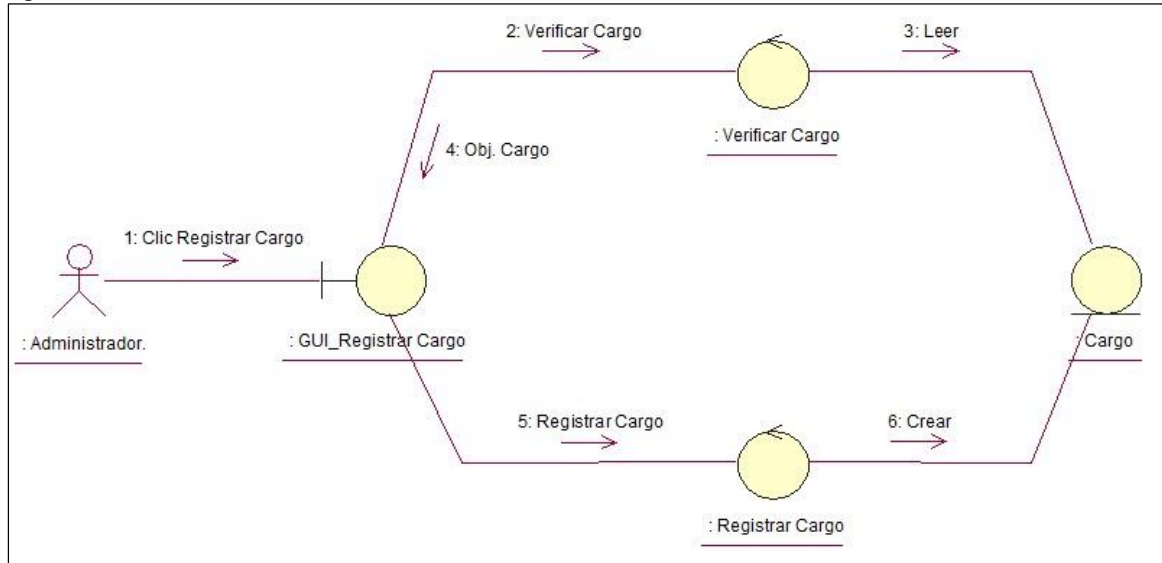 2: Verificar Cargo
3: Leer
: Verificar Cargo
4: Obj. Cargo
1: Clic Registrar Cargo
: Administrador.
: GUI_Registrar Cargo
: Cargo
5: Registrar Cargo
6: Crear
: Registrar Cargo